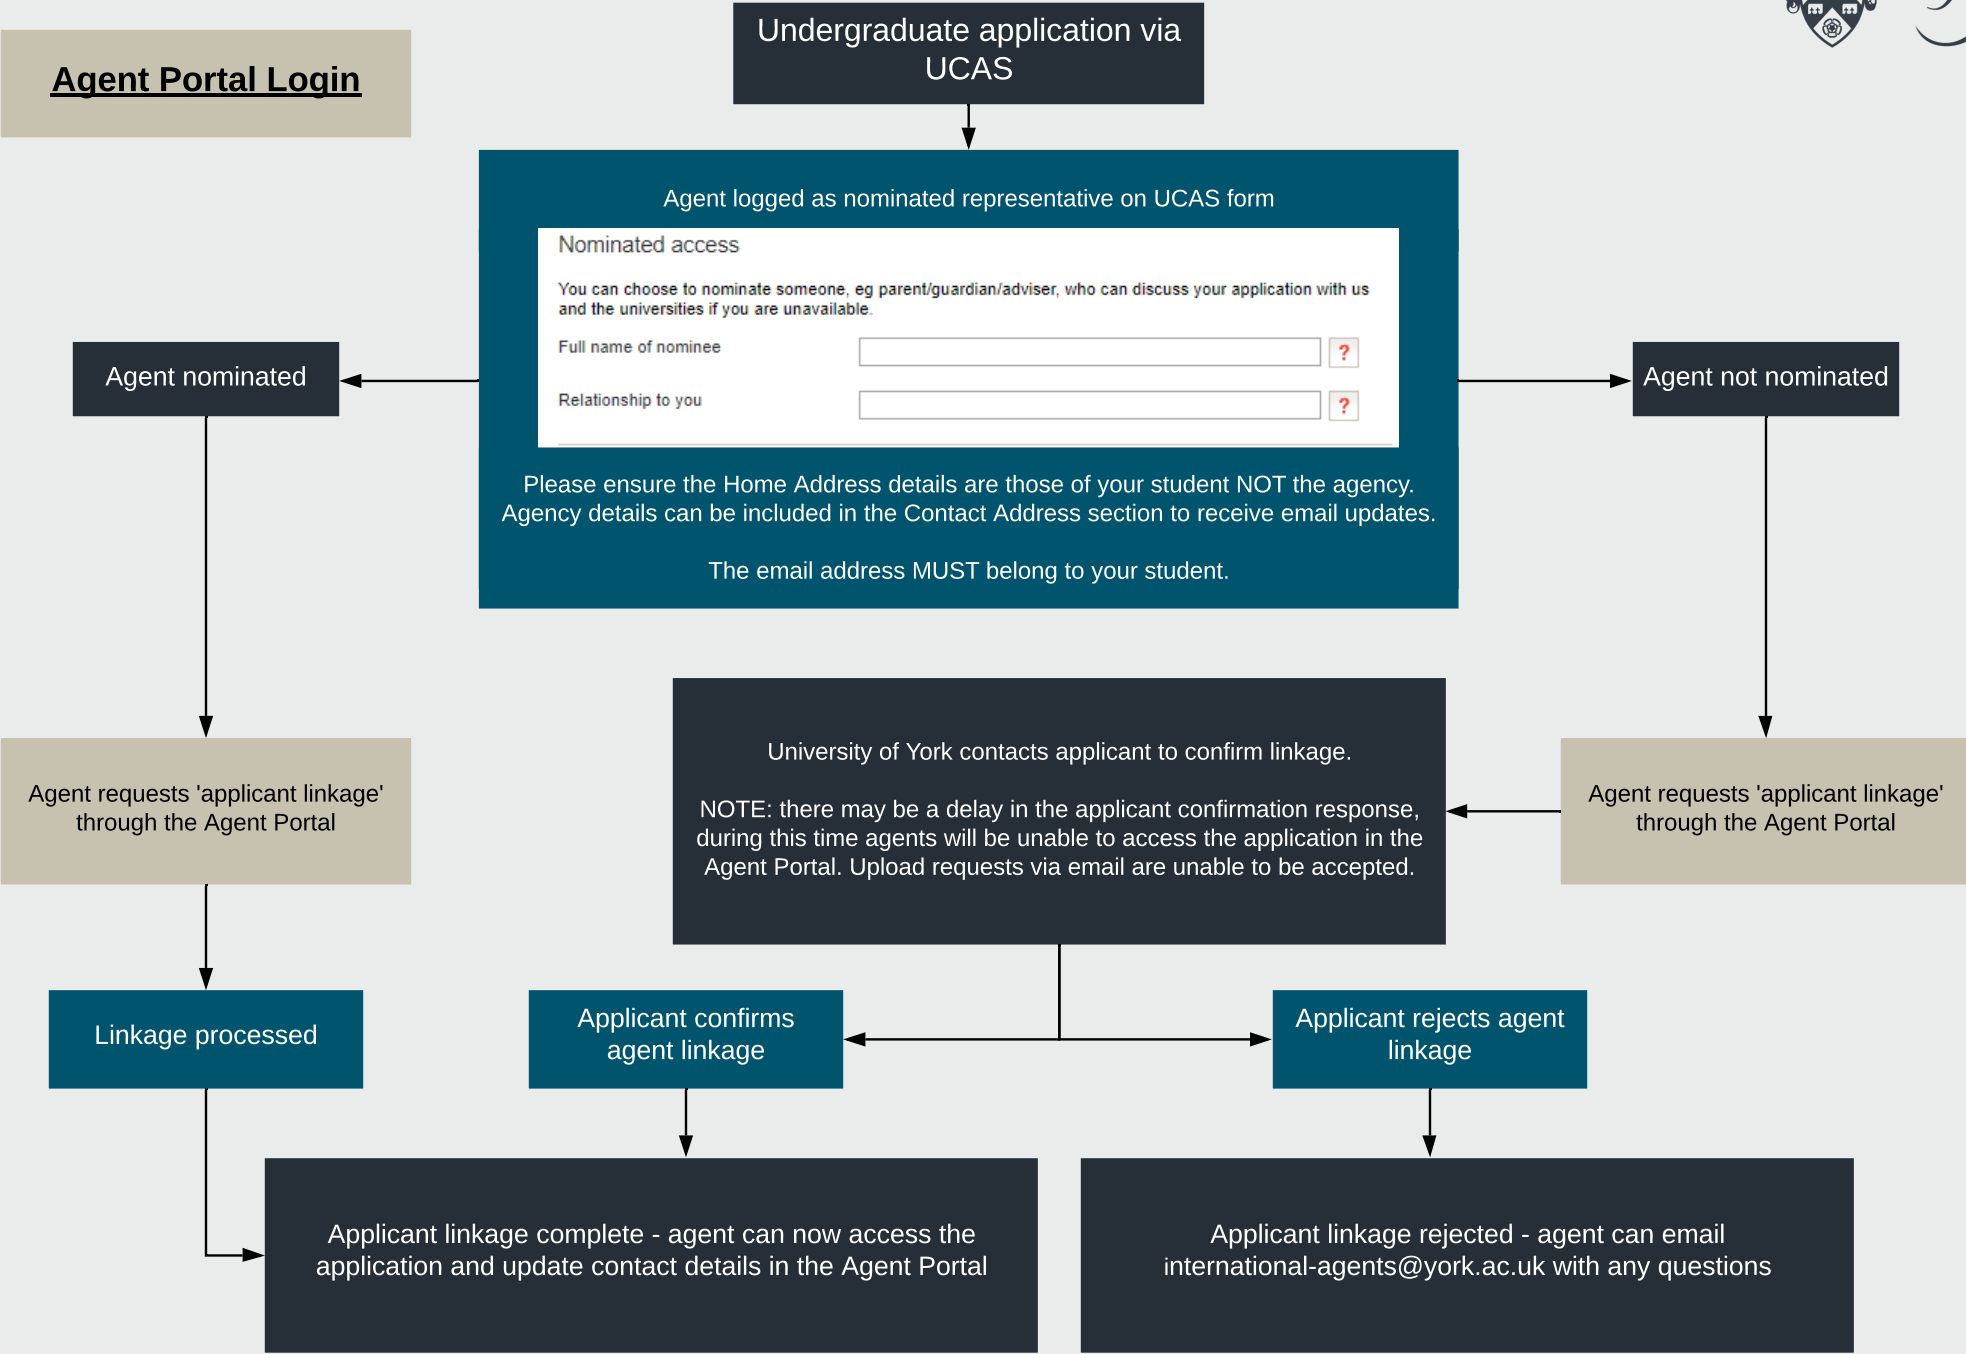 Undergraduate application via
UCAS
Agent Portal Login
Agent logged as nominated representative on UCAS form
Nominated access
You can choose to nominate someone, eg parent/guardian/adviser, who can discuss your application with us
and the universities if you are unavailable.
Full name of nominee
?
Relationship to you
?
Please ensure the Home Address details are those of your student NOT the agency.
Agency details can be included in the Contact Address section to receive email updates.
The email address MUST belong to your student.
Agent nominated
Agent not nominated
Agent requests 'applicant linkage'
through the Agent Portal
University of York contacts applicant to confirm linkage.
NOTE: there may be a delay in the applicant confirmation response,
during this time agents will be unable to access the application in the
Agent Portal. Upload requests via email are unable to be accepted.
Agent requests 'applicant linkage'
through the Agent Portal
Linkage processed
Applicant confirms
agent linkage
Applicant rejects agent
linkage
Applicant linkage complete - agent can now access the
application and update contact details in the Agent Portal
Applicant linkage rejected - agent can email
international-agents@york.ac.uk with any questions